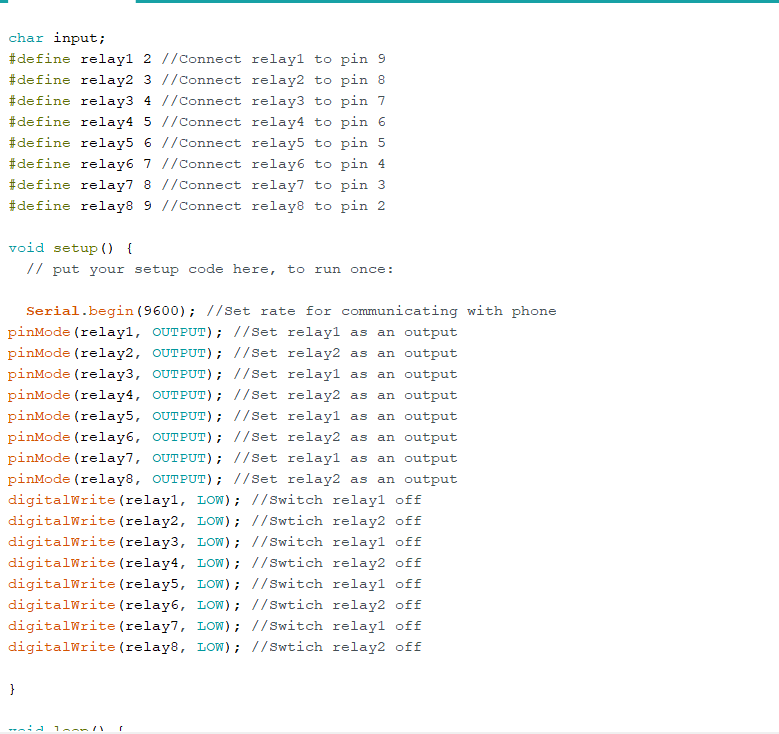 char input;
#define relay1 2 //Connect relay1 to pin 9
#define relay2 3 //Connect relay2 to pin 8
#define relay3 4 //Connect relay3 to pin 7
#define relay4 5 //Connect relay4 to pin 6
#define relay5 6 //Connect relay5 to pin 5
#define relay6 7 //Connect relay6 to pin 4
#define relay7 8 //Connect relay7 to pin 3
#define relay8 9 //Connect relay8 to pin 2
void setup() {
// put your setup code here, to run once:
Serial.begin(9600); //Set rate for communicating with phone
pinMode(relay1, OUTPUT); //Set relay1 as an output
pinMode(relay2, OUTPUT); //Set relay2 as an output
pinMode(relay3, OUTPUT); //Set relay1 as an output
pinMode(relay4, OUTPUT); //Set relay2 as an output
pinMode(relay5, OUTPUT); //Set relay1 as an output
pinMode(relay6, OUTPUT); //Set relay2 as an output
pinMode(relay7, OUTPUT); //Set relay1 as an output
pinMode(relay8, OUTPUT); //Set relay2 as an output
digitalWrite(relay1, LOW); //Switch relay1 off
digitalWrite(relay2, LOW); //Swtich relay2 off
digitalWrite(relay3, LOW); //Switch relay1 off
digitalWrite(relay4, LOW); //Swtich relay2 off
digitalWrite(relay5, LOW); //Switch relay1 off
digitalWrite(relay6, LOW); //Swtich relay2 off
digitalWrite(relay7, LOW); //Switch relay1 off
digitalWrite(relay8, LOW); //Swtich relay2 off
}
void loop() {